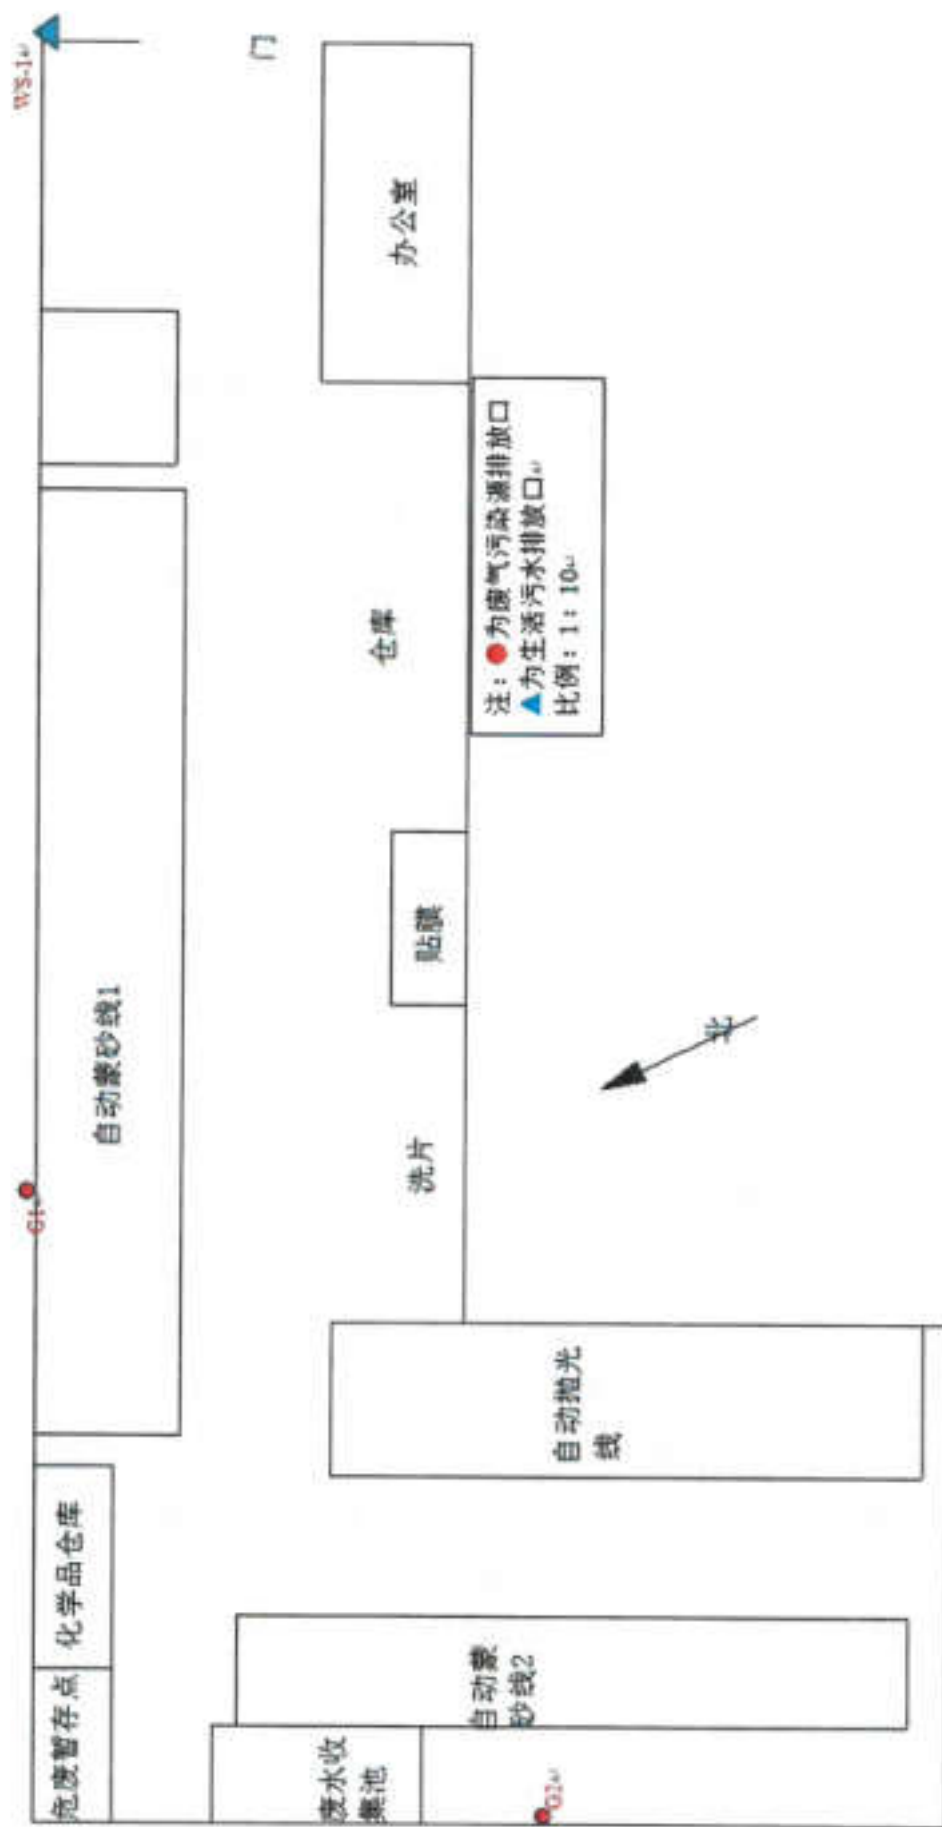 WS-1
门
办公室
注：●为废气污染源排放口
▲为生活污水排放口
比例：1：10
仓库
贴膜
自动蒙砂线1
北
洗片
G1
自动抛光
线
化学品仓库
危废暂存点
自动蒙
砂线2
废水收
集池
G2